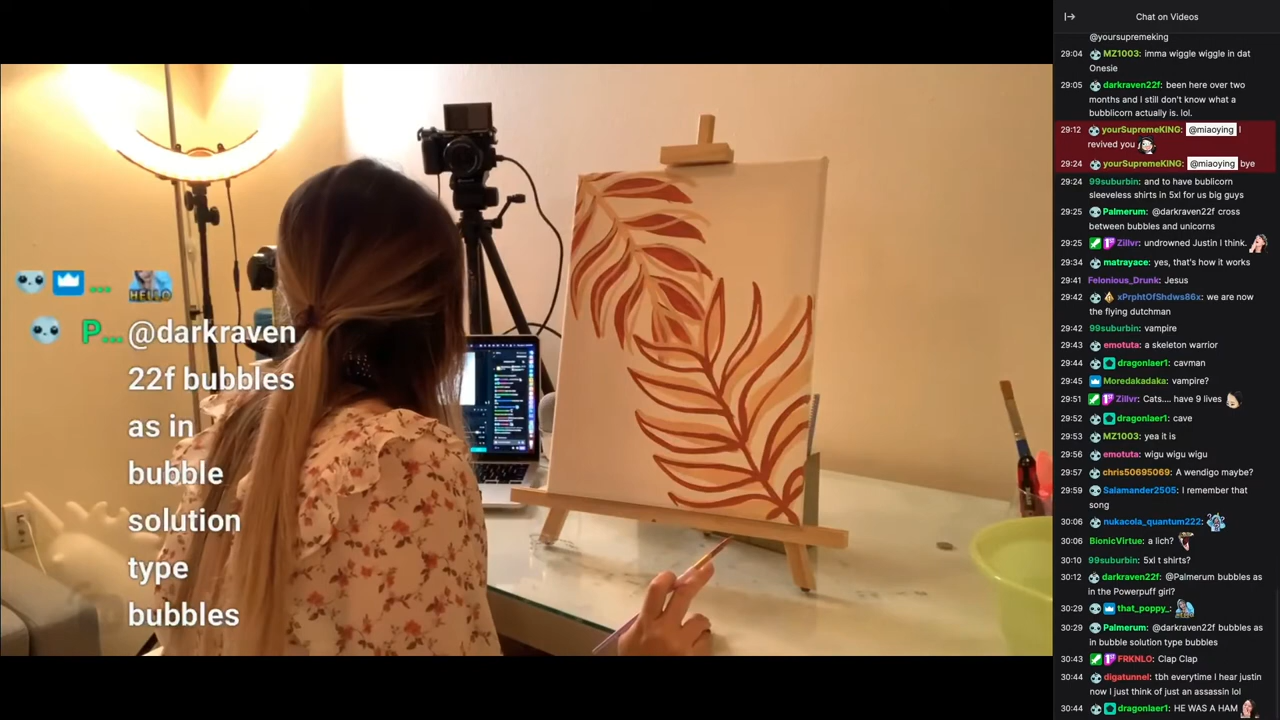 HELLO
P... @darkraven
22f bubbles
as in
bubble
solution
type
bubbles
Chat on Videos
@yoursupremeking
29:04 MZ1003: imma wiggle wiggle in dat
Onesie
29:05 darkraven22f: been here over two
months and I still don't know what a
bubblicorn actually is. lol.
29:12 yourSupremeKING: @miaoying I
revived you
29:24 yourSupremeKING: @miaoying bye
29:24 99suburbin: and to have bublicorn
sleeveless shirts in 5xl for us big guys
29:25 Palmerum: @darkraven22f cross
between bubbles and unicorns
29:25 Zillvr: undrowned Justin I think.
29:34 matrayace: yes, that's how it works
29:41 Felonious_Drunk: Jesus
29:42 xPrphtOfShdws86x: we are now
the flying dutchman
29:42 99suburbin: vampire
29:43 emotuta: a skeleton warrior
29:44 dragonlaer1: cavman
29:45 Moredakadaka: vampire?
29:51 Zillvr: Cats.... have 9 lives
29:52 dragonlaer1: cave
29:53 MZ1003: yea it is
29:56 emotuta: wigu wigu wigu
29:57 chris50695069: A wendigo maybe?
29:59 Salamander2505: I remember that
song
30:06 nukacola_quantum222:
30:06 BionicVirtue: a lich?
30:10 99suburbin: 5xl t shirts?
30:12 darkraven22f: @Palmerum bubbles as
in the Powerpuff girl?
30:29 that_poppy_:
30:29 Palmerum: @darkraven22f bubbles as
in bubble solution type bubbles
30:43 FRKNLO: Clap Clap
30:44 digatunnel: tbh everytime I hear justin
now I just think of just an assassin lol
30:44 dragonlaer1: HE WAS A HAM